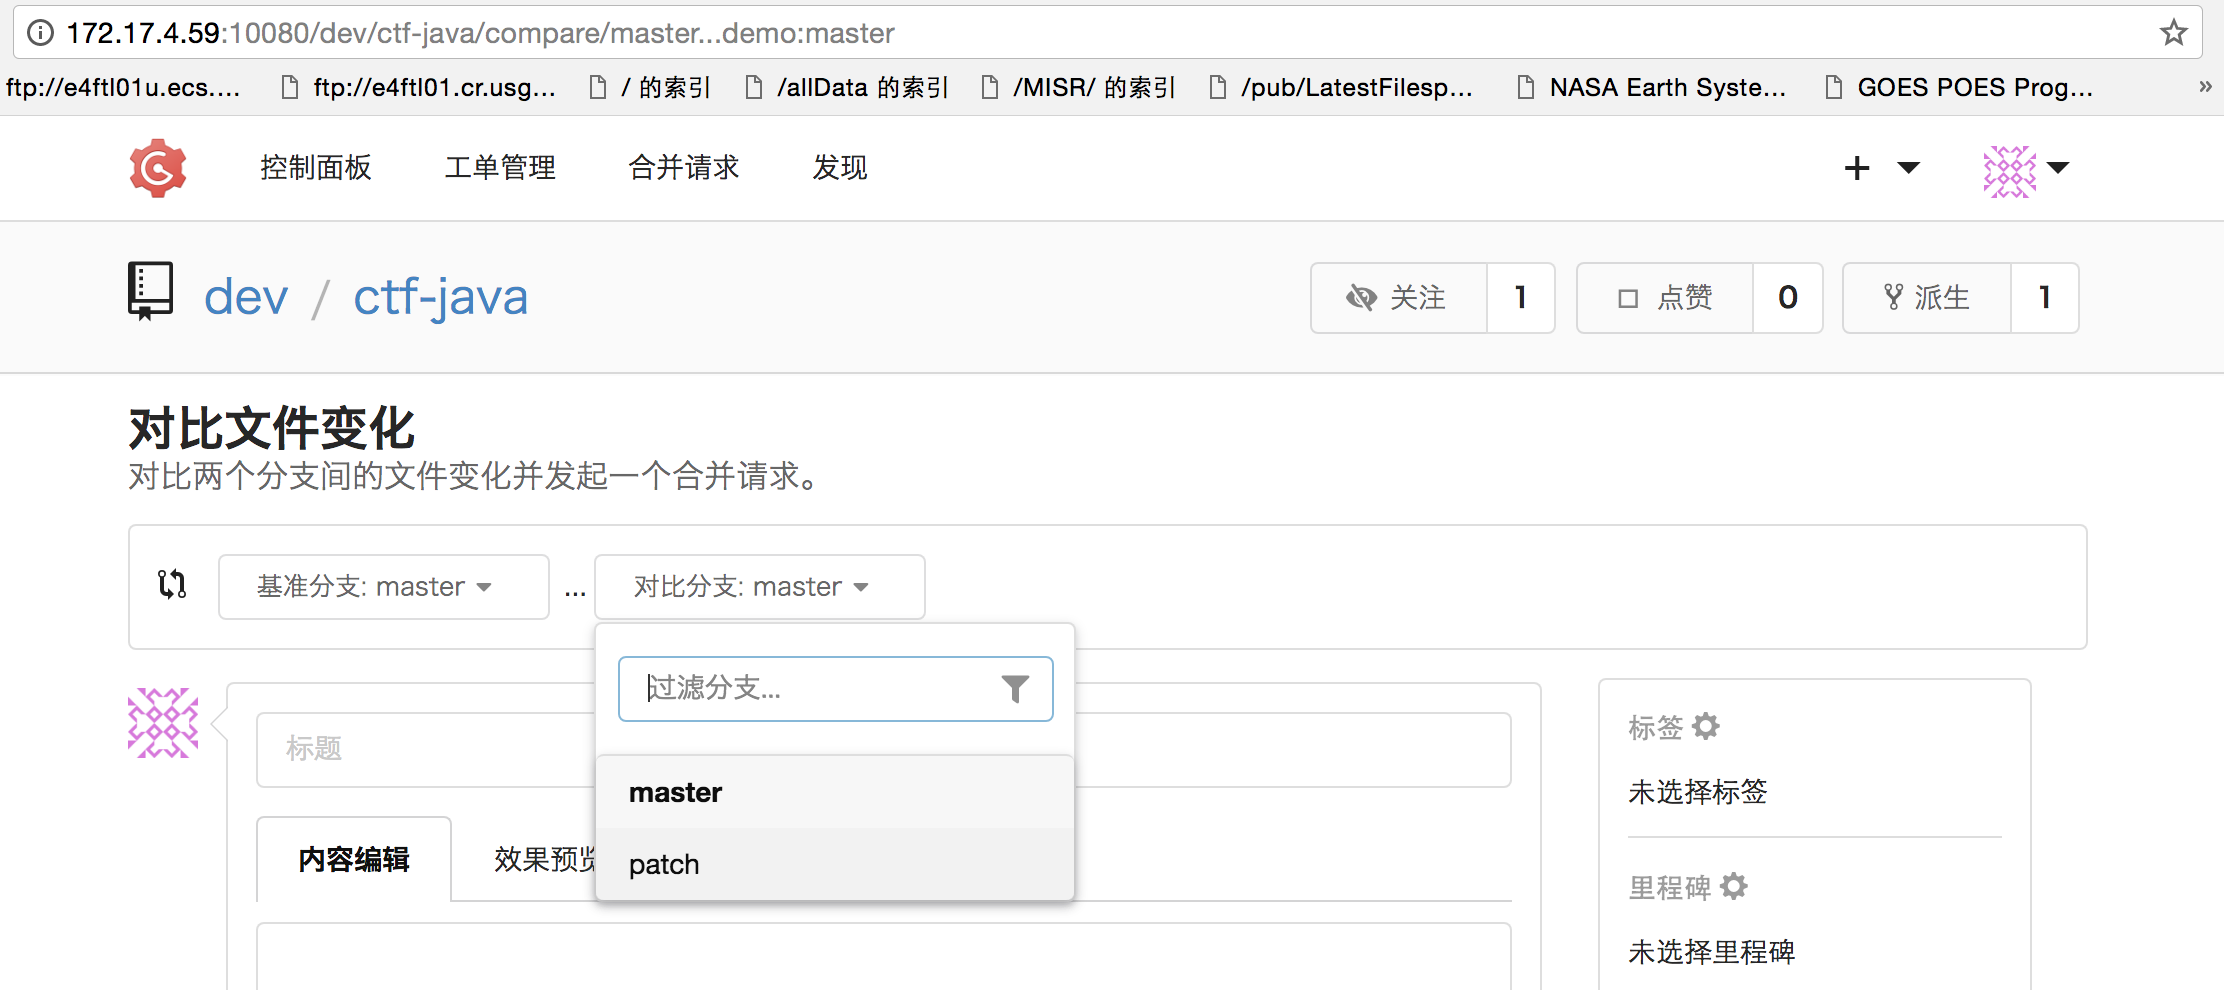 172.17.4.59:10080/dev/ctf-java/compare/master...demo:master
ftp://e4ftl01u.ecs.... ftp://e4ftl01.cr.usg... / 的索引 /allData 的索引 /MISR/ 的索引 /pub/LatestFilesp... NASA Earth Syste... GOES POES Prog... »
控制面板 工单管理 合并请求 发现
dev / ctf-java 关注 1 点赞 0 派生 1
对比文件变化
对比两个分支间的文件变化并发起一个合并请求。
基准分支: master ... 对比分支: master
过滤分支...
标签
标题
master
未选择标签
内容编辑 效果预览
patch
里程碑
未选择里程碑